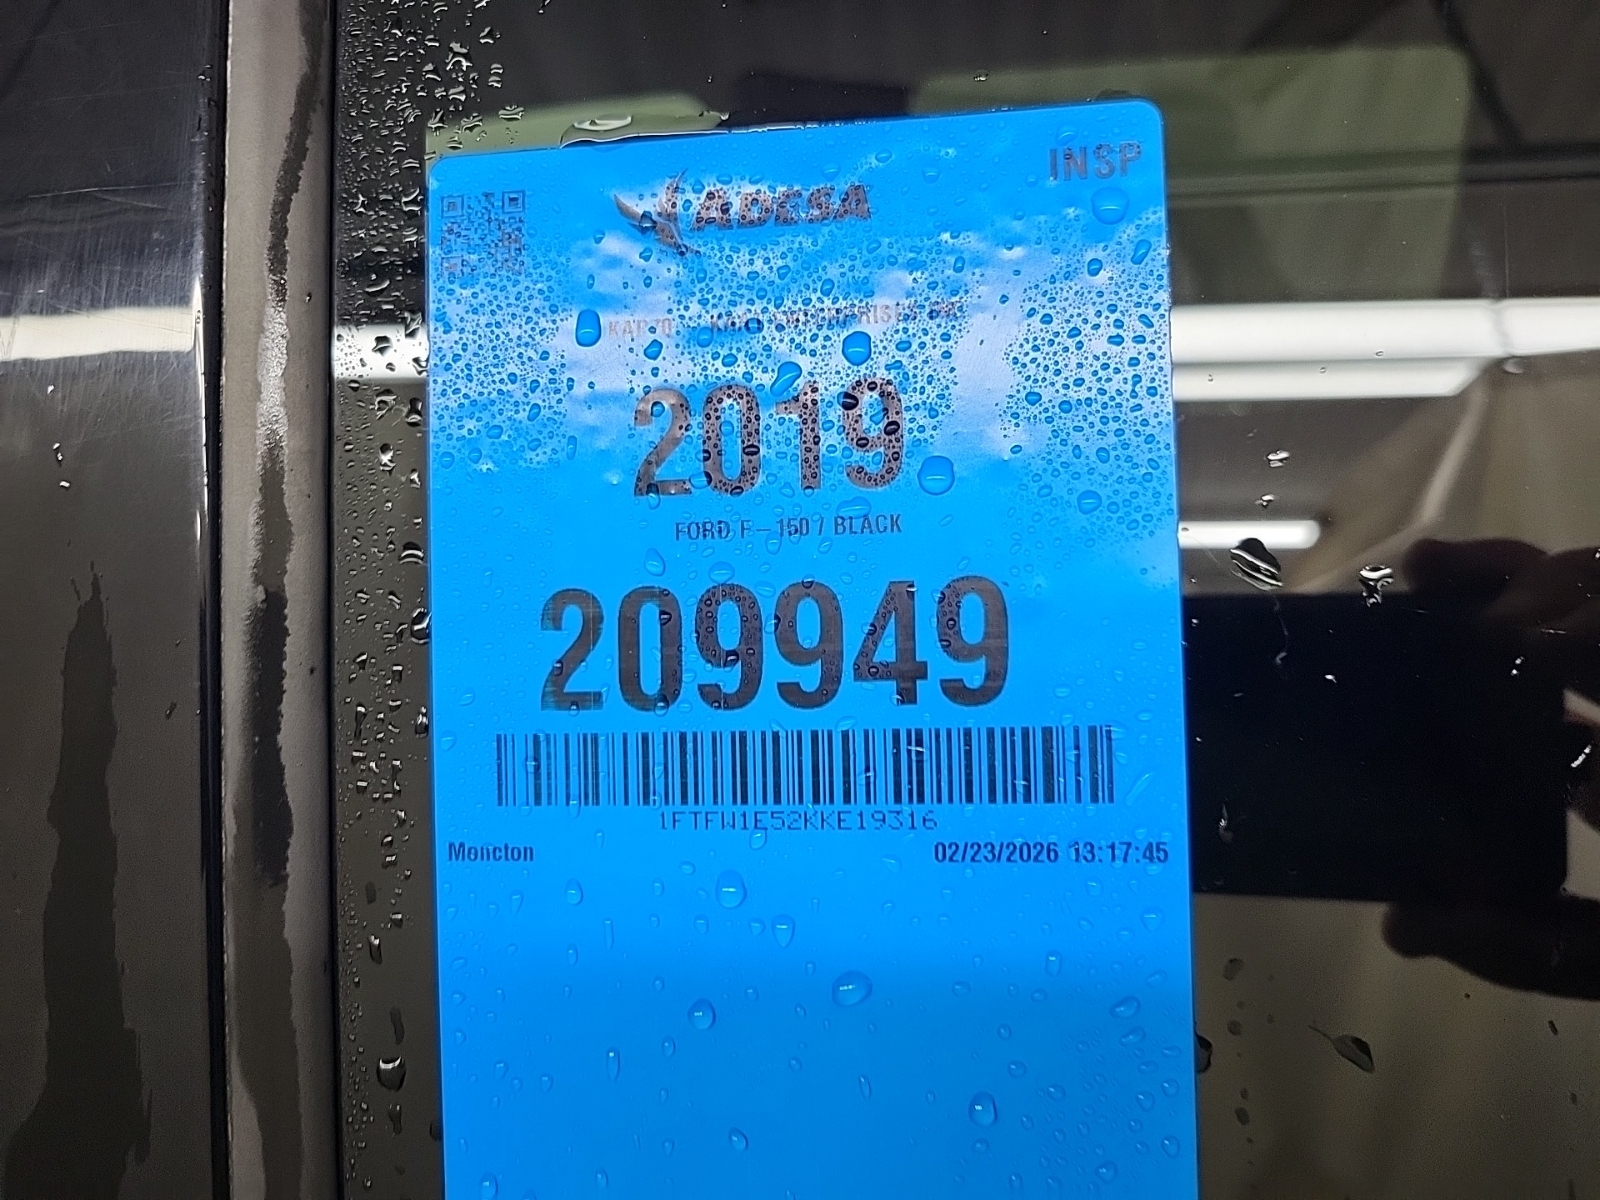 INSP
ADESA
2019
FORD F-150 / BLACK
209949
1FTFW1E52KKE19316
Moncton 02/23/2026 13:17:45